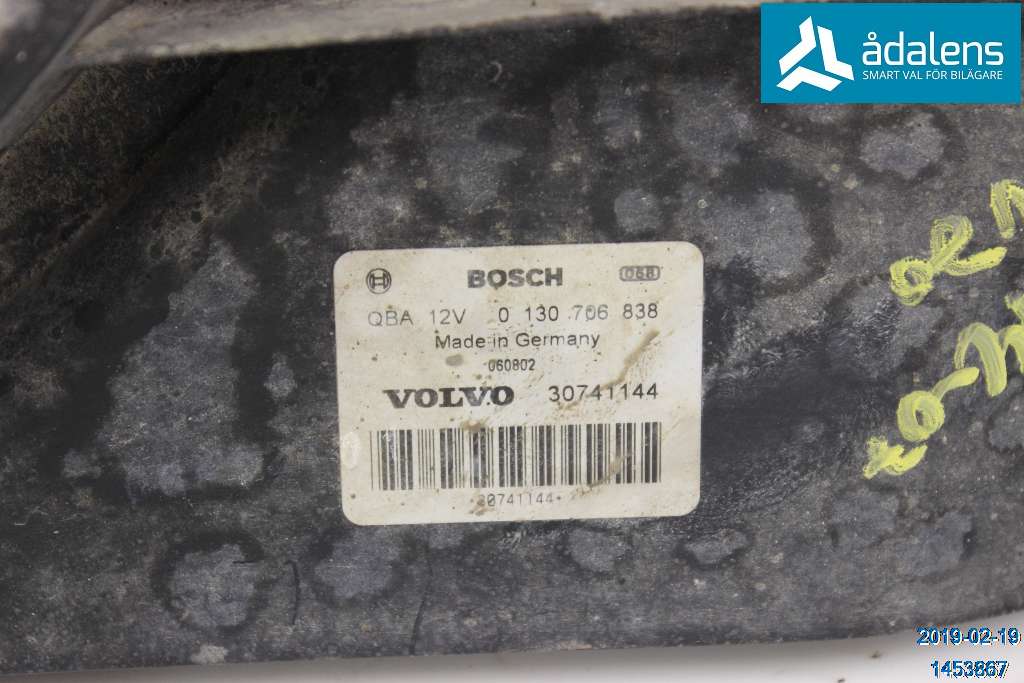 ådalens
SMART VAL FÖR BILÄGARE
BOSCH 068
QBA 12V 0 130 706 838
Made in Germany
060802
VOLVO 30741144
*30741144*
2019-02-19
1453867